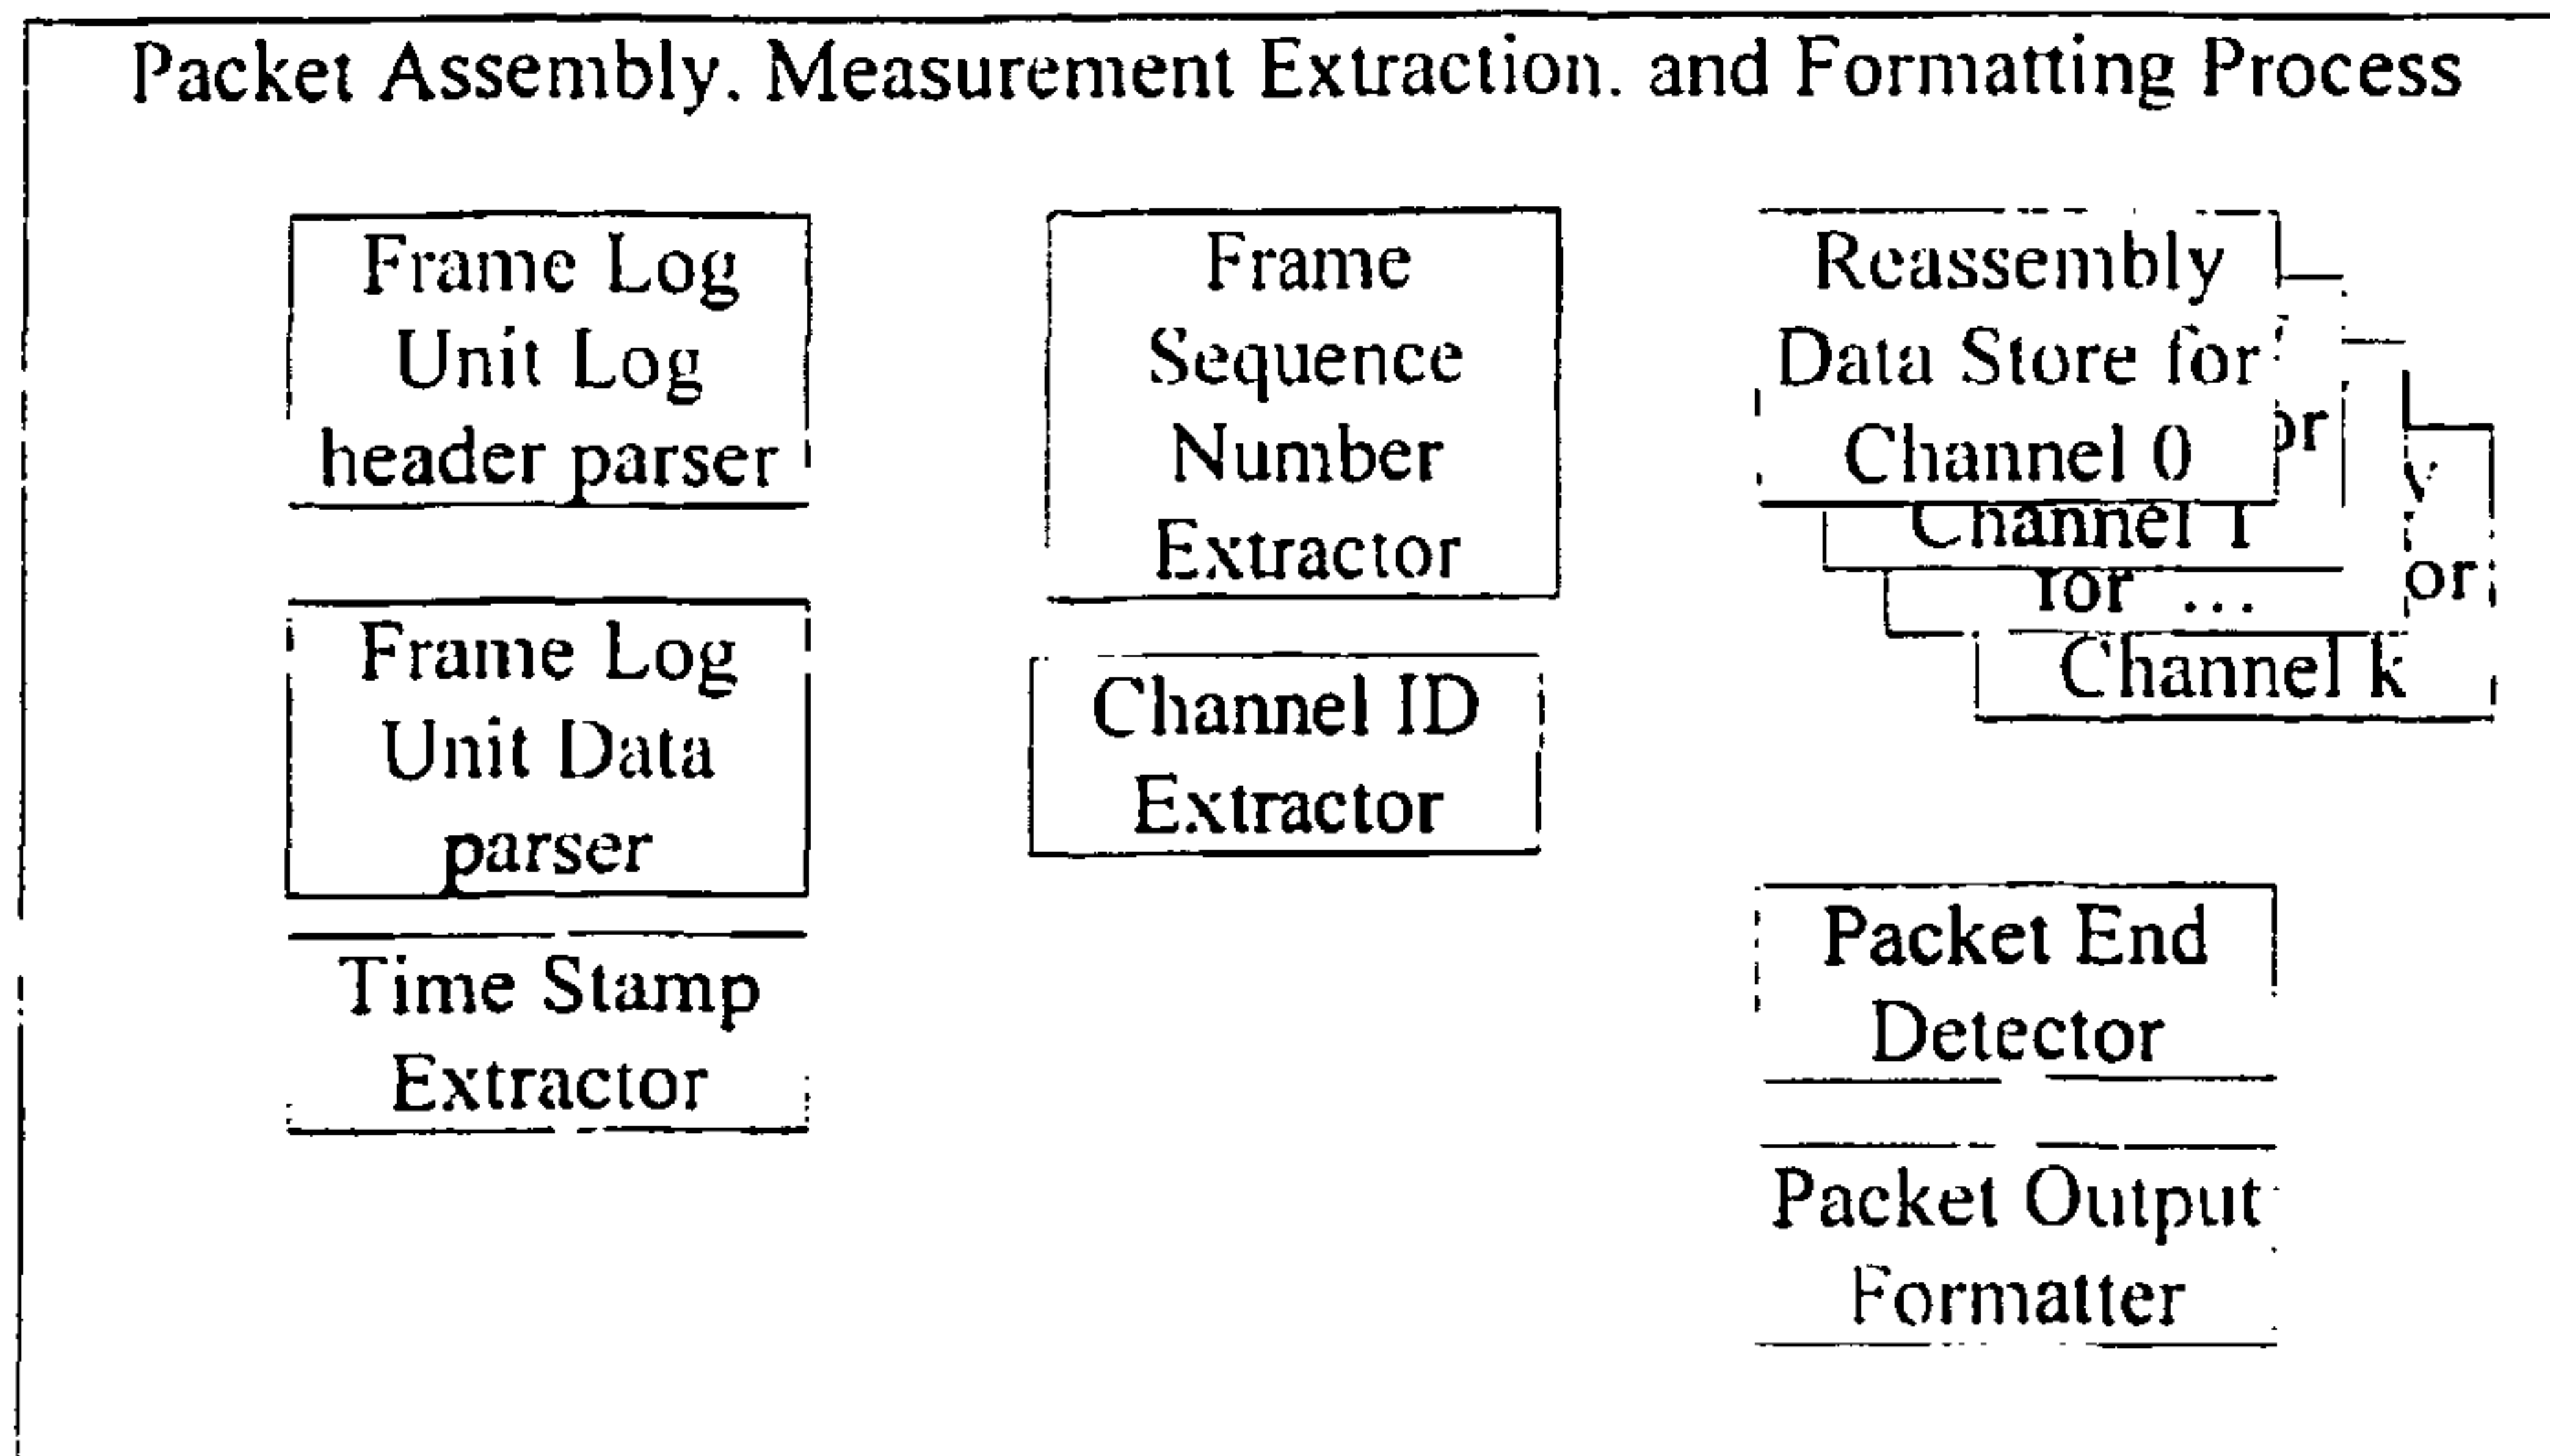 Packet Assembly, Measurement Extraction, and Formatting Process
Frame Log
Unit Log
header parser
Frame Log
Unit Data
parser
Time Stamp
Extractor
Frame
Sequence
Number
Extractor
Channel ID
Extractor
Reassembly
Data Store for
Channel 0
or
Channel 1
for ...
y
or
Channel k
Packet End
Detector
Packet Output
Formatter